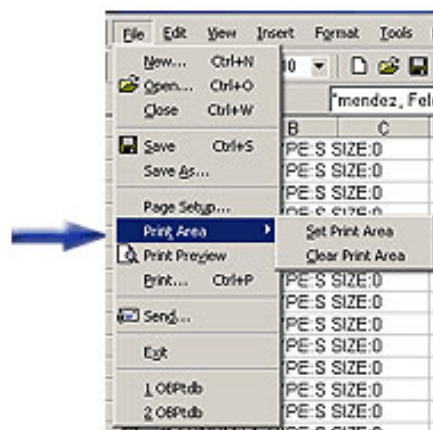 File Edit View Insert Format Tools
New... Ctrl+N
10
Open... Ctrl+O
Close Ctrl+W
"mendez, Fel
B C
Save Ctrl+S
PE:S SIZE:0
Save As...
PE:S SIZE:0
PE:S SIZE:0
Page Setup...
PE:S SIZE:0
Print Area
Set Print Area
Print Preview
Clear Print Area
Print... Ctrl+P
PE:S SIZE:0
Send...
PE:S SIZE:0
PE:S SIZE:0
Exit
PE:S SIZE:0
PE:S SIZE:0
1 OBPtdb
PE:S SIZE:0
2 OBPtdb
PE:S SIZE:0